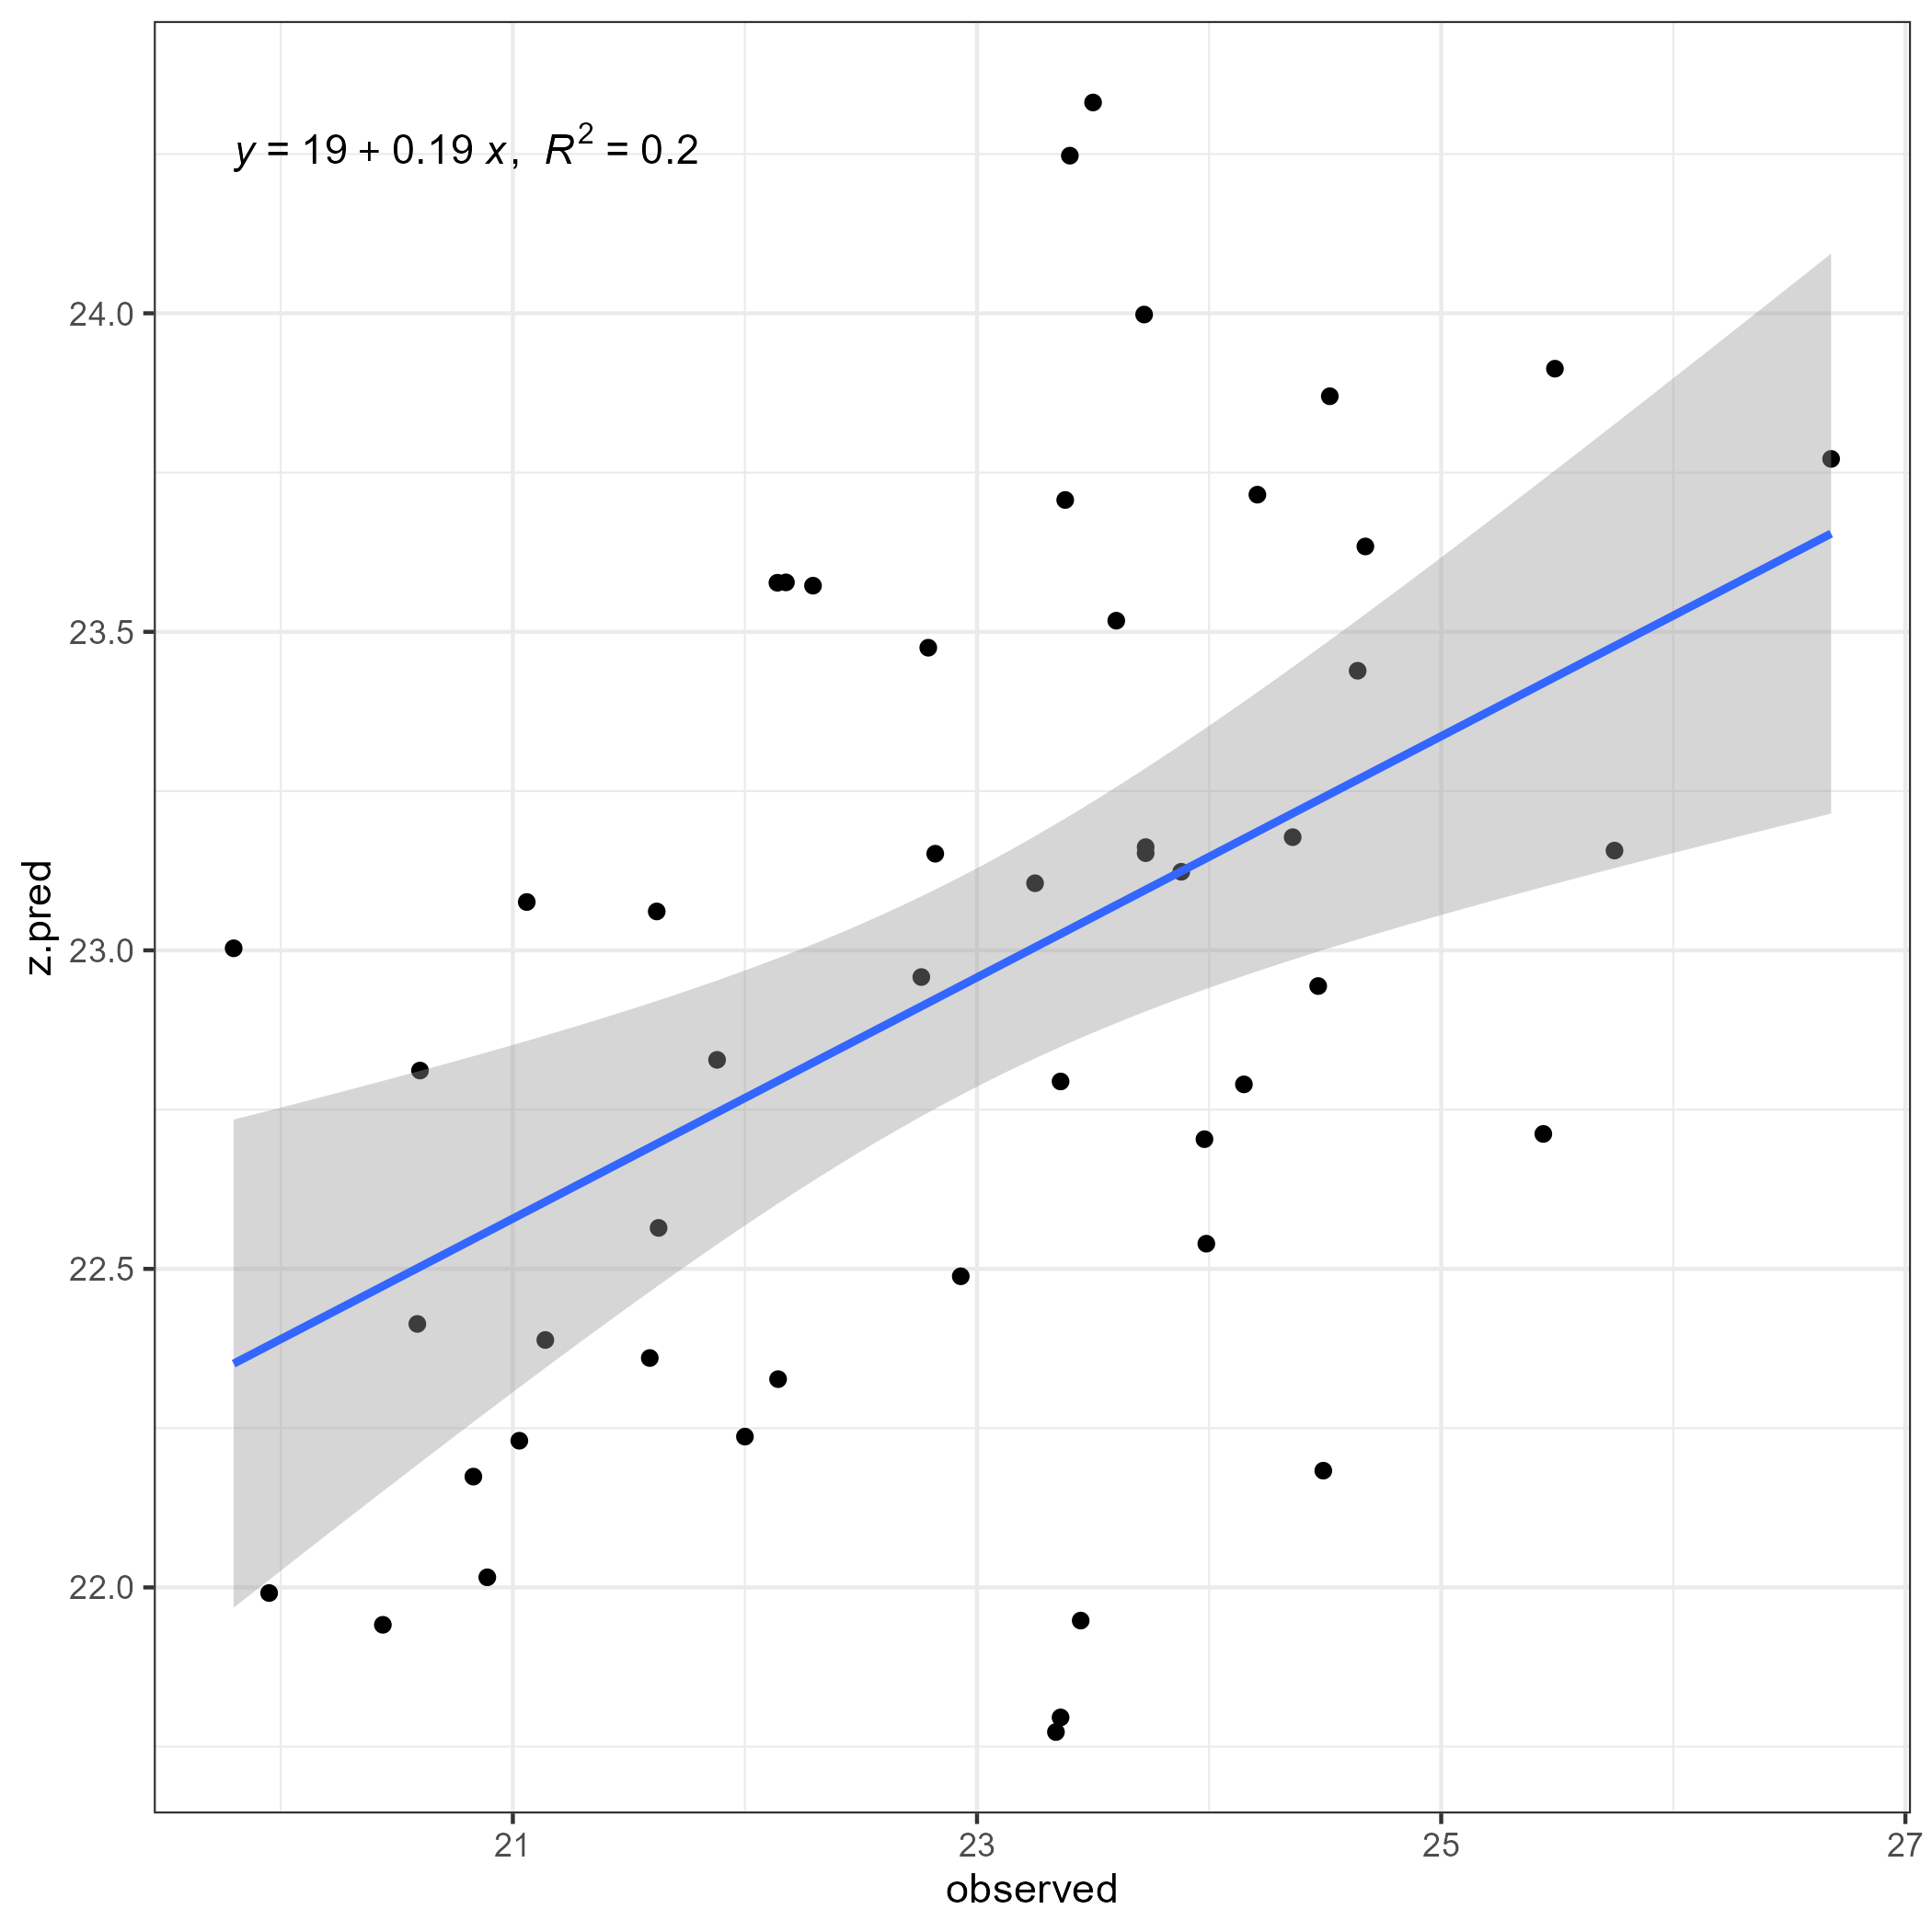 y = 19 + 0.19 x, R² = 0.2
24.0
23.5
23.0
22.5
22.0
z.pred
21 23 25 27
observed